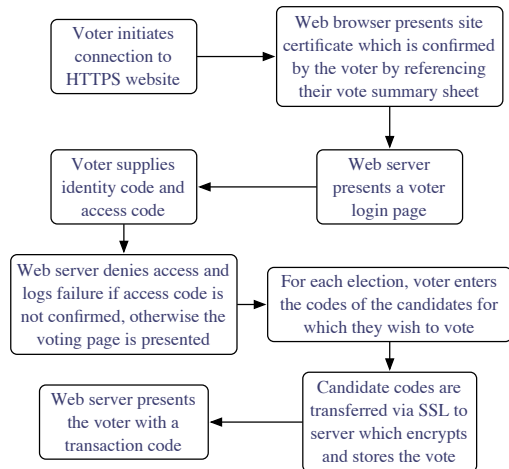 Voter initiates
connection to
HTTPS website
Web browser presents site
certificate which is confirmed
by the voter by referencing
their vote summary sheet
Web server
presents a voter
login page
Voter supplies
identity code and
access code
Web server denies access and
logs failure if access code is
not confirmed, otherwise the
voting page is presented
For each election, voter enters
the codes of the candidates for
which they wish to vote
Candidate codes are
transferred via SSL to
server which encrypts
and stores the vote
Web server presents
the voter with a
transaction code